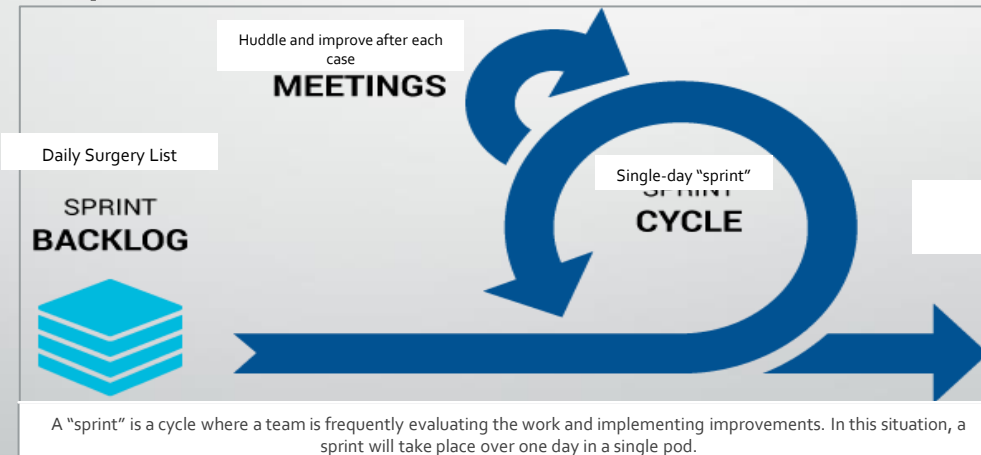 Huddle and improve after each
case
MEETINGS
Daily Surgery List
Single-day “sprint”
SPRINT
CYCLE
SPRINT
BACKLOG
A “sprint” is a cycle where a team is frequently evaluating the work and implementing improvements. In this situation, a
sprint will take place over one day in a single pod.